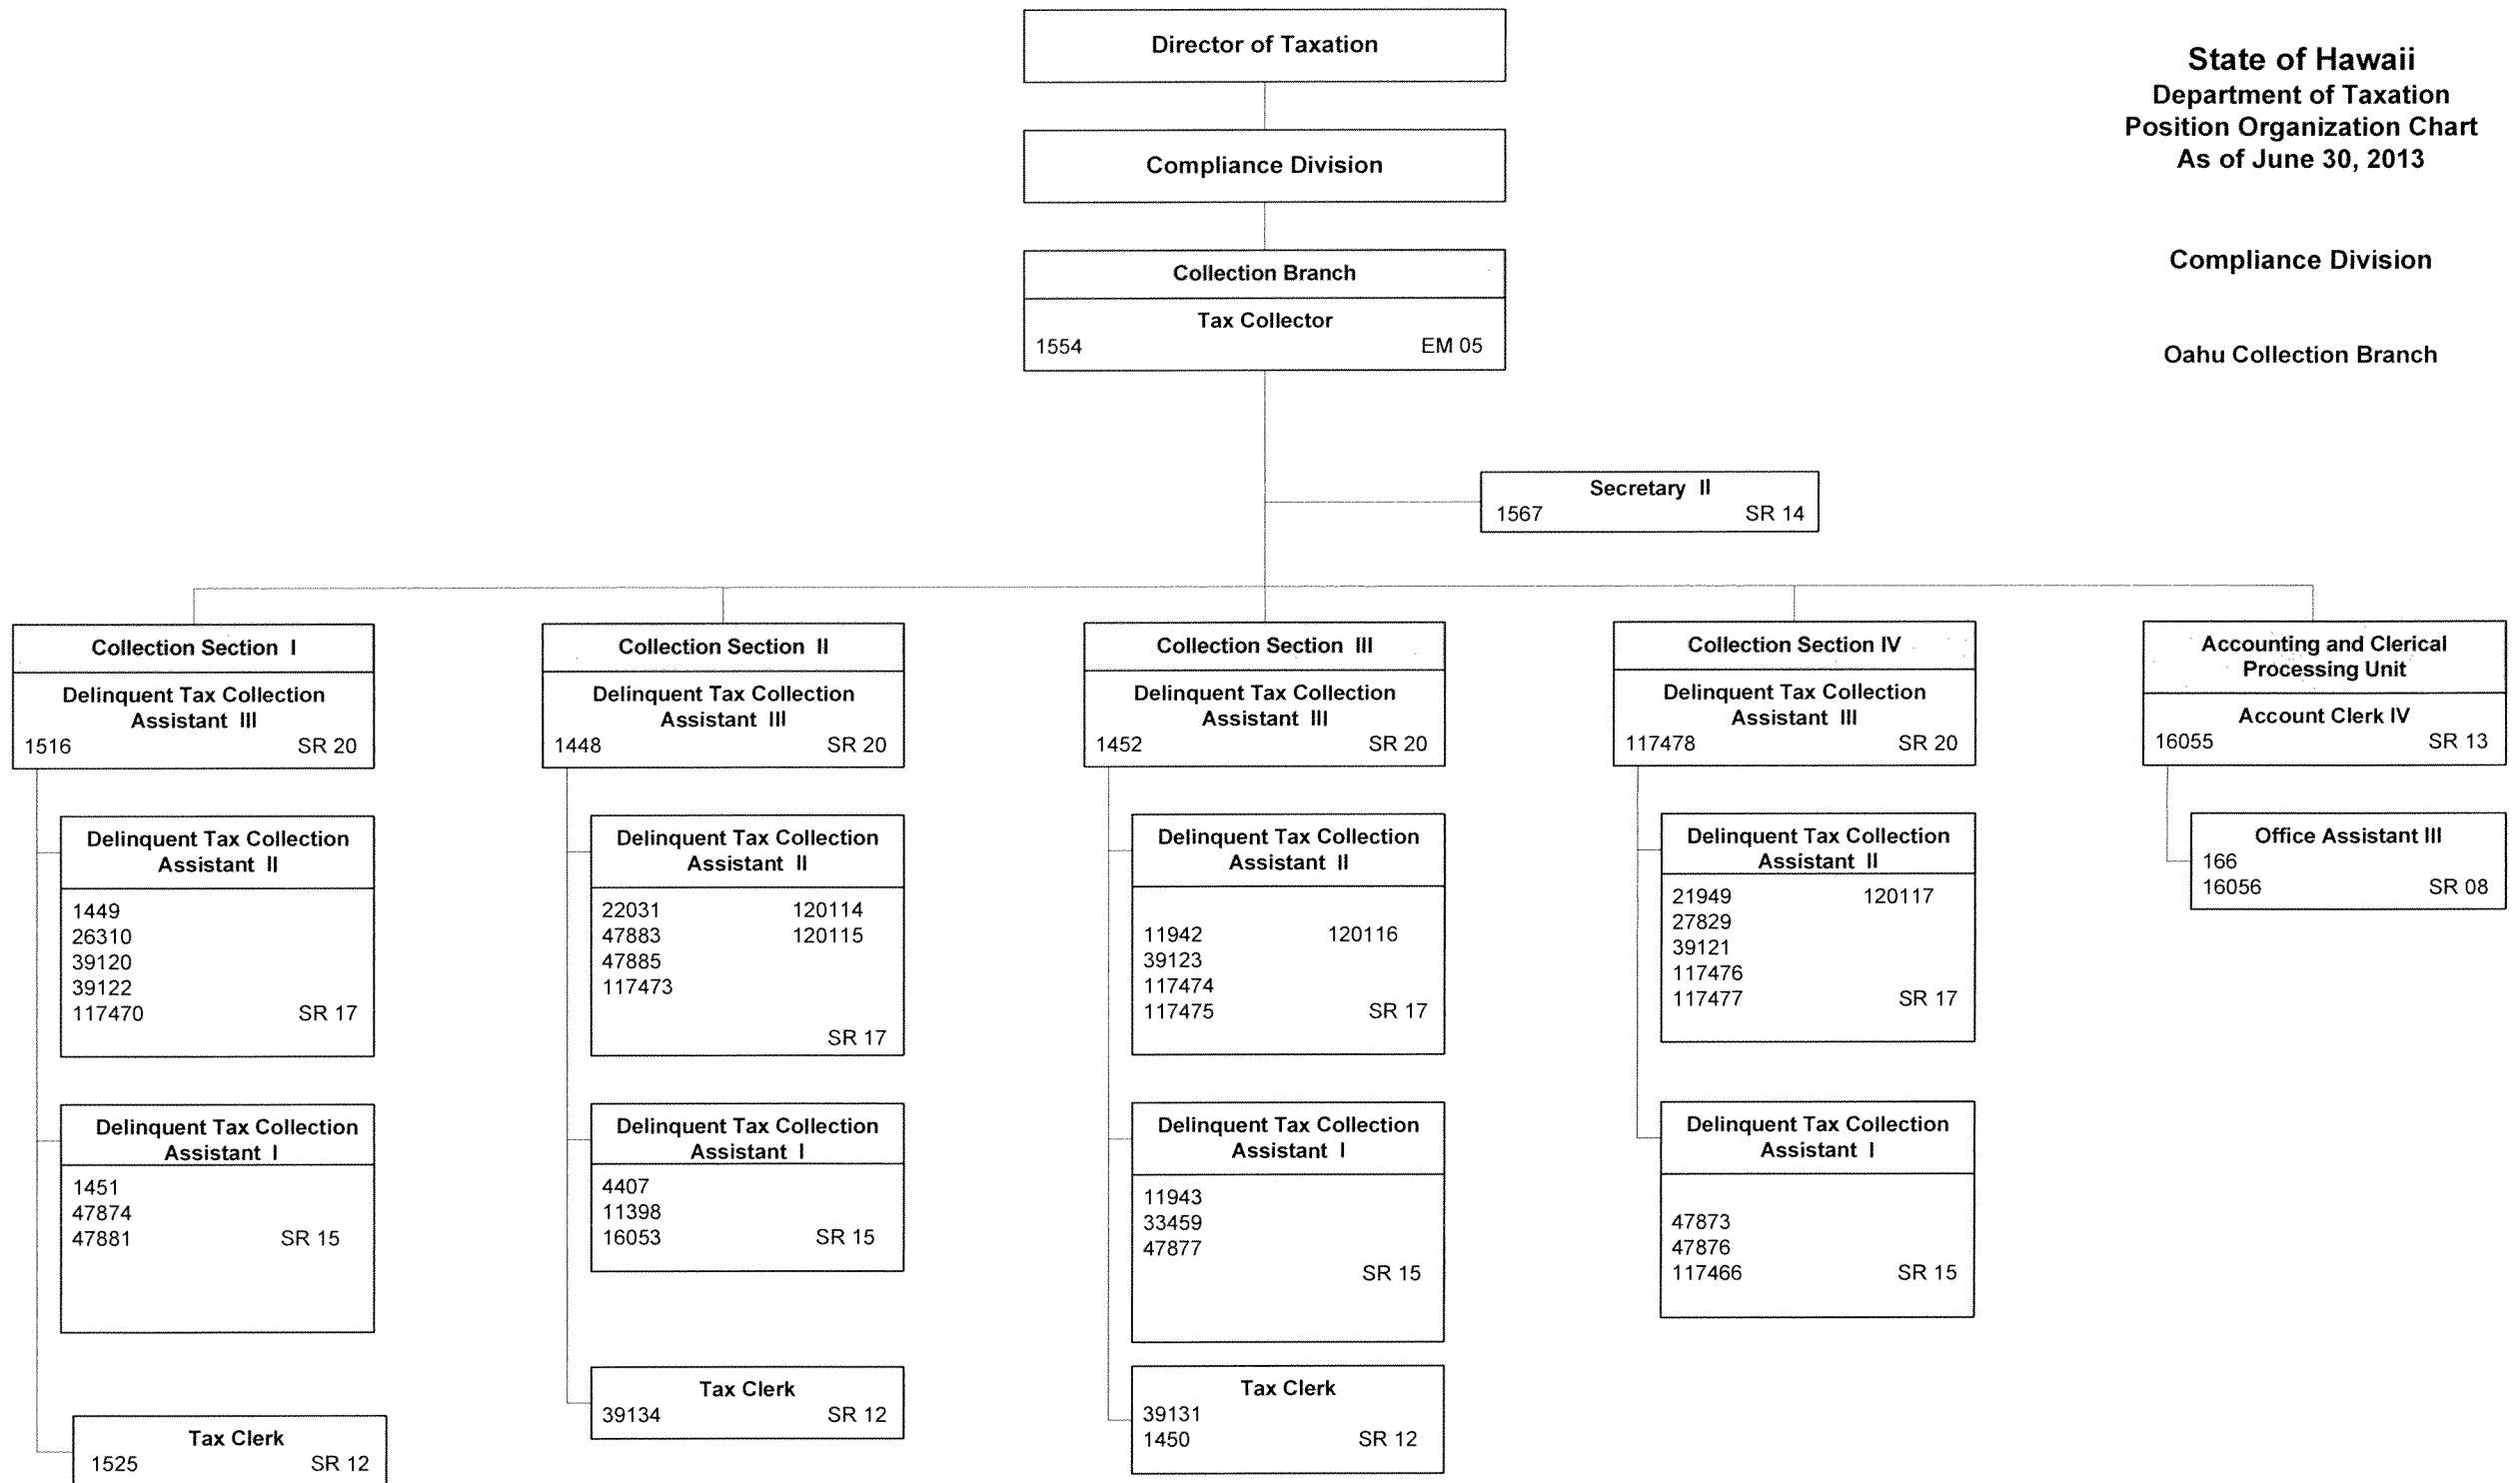 State of Hawaii
Department of Taxation
Position Organization Chart
As of June 30, 2013
Compliance Division
Oahu Collection Branch
Director of Taxation
Compliance Division
Collection Branch
Tax Collector
1554 EM 05
Secretary II
1567 SR 14
Collection Section I
Delinquent Tax Collection
Assistant III
1516 SR 20
Delinquent Tax Collection
Assistant II
1449
26310
39120
39122
117470 SR 17
Delinquent Tax Collection
Assistant I
1451
47874
47881 SR 15
Tax Clerk
1525 SR 12
Collection Section II
Delinquent Tax Collection
Assistant III
1448 SR 20
Delinquent Tax Collection
Assistant II
22031 120114
47883 120115
47885
117473
SR 17
Delinquent Tax Collection
Assistant I
4407
11398
16053 SR 15
Tax Clerk
39134 SR 12
Collection Section III
Delinquent Tax Collection
Assistant III
1452 SR 20
Delinquent Tax Collection
Assistant II
11942 120116
39123
117474
117475 SR 17
Delinquent Tax Collection
Assistant I
11943
33459
47877
SR 15
Tax Clerk
39131
1450 SR 12
Collection Section IV
Delinquent Tax Collection
Assistant III
117478 SR 20
Delinquent Tax Collection
Assistant II
21949 120117
27829
39121
117476
117477 SR 17
Delinquent Tax Collection
Assistant I
47873
47876
117466 SR 15
Accounting and Clerical
Processing Unit
Account Clerk IV
16055 SR 13
Office Assistant III
166
16056 SR 08